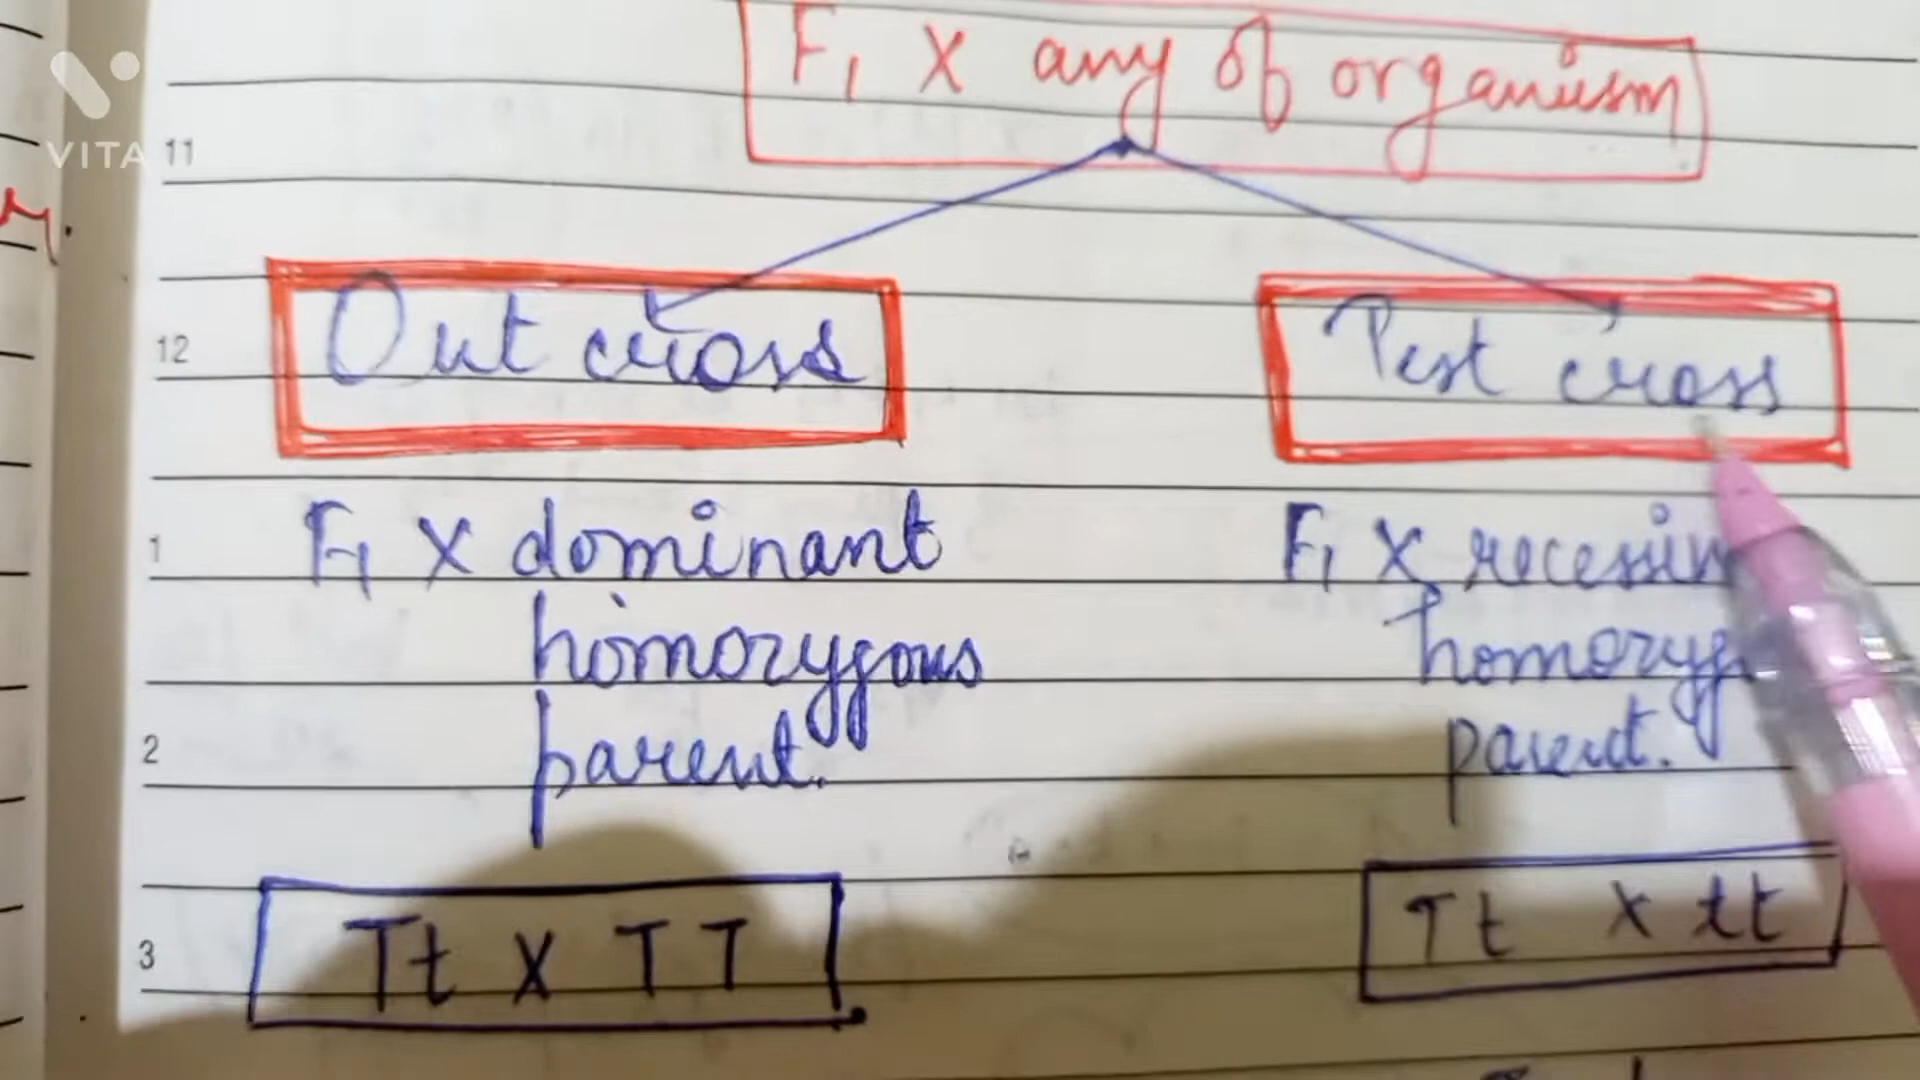 VITA
F1 X any of organism
11
12
Out cross
Test cross
1
F1 X dominant
homozygous
parent.
F1 X
parent.
2
3
Tt X TT
Tt X tt